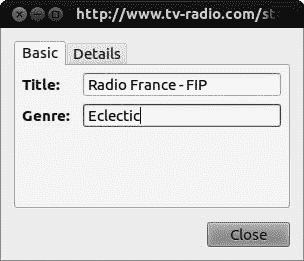 http://www.tv-radio.com/st
Basic Details
Title: Radio France - FIP
Genre: Eclectic
Close